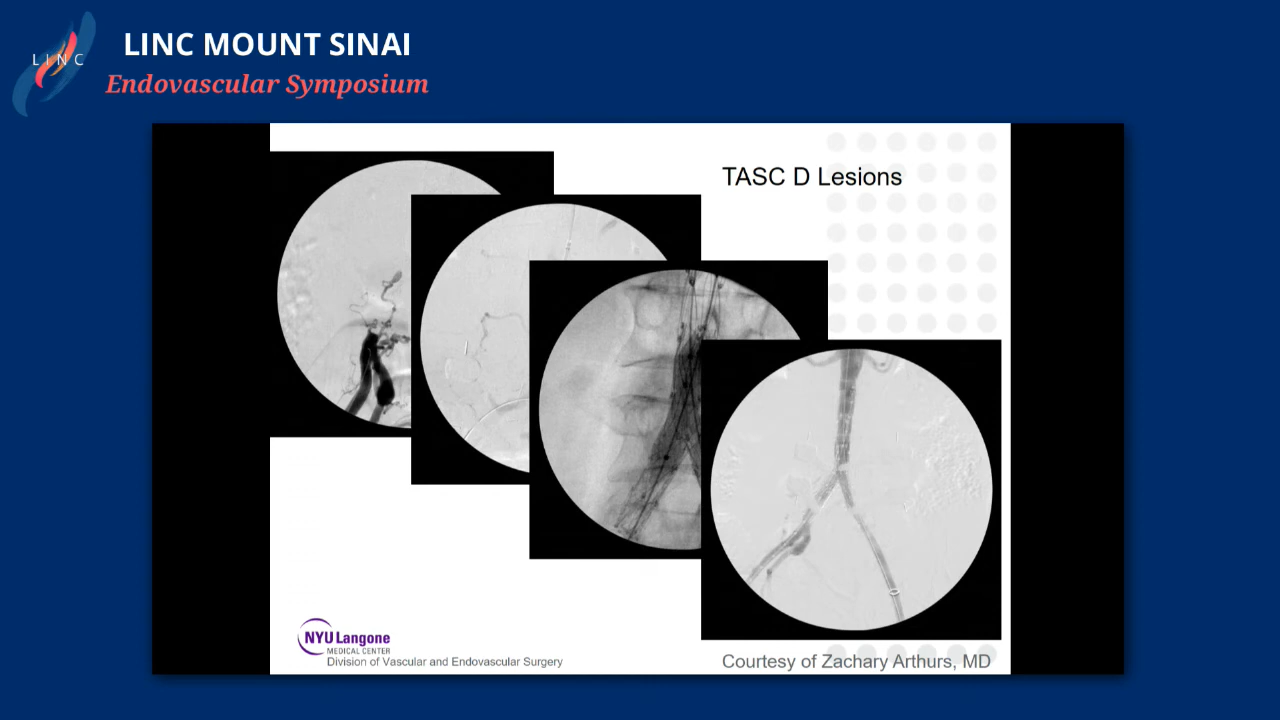 LINC
LINC MOUNT SINAI
Endovascular Symposium
TASC D Lesions
NYU Langone
MEDICAL CENTER
Division of Vascular and Endovascular Surgery
Courtesy of Zachary Arthurs, MD